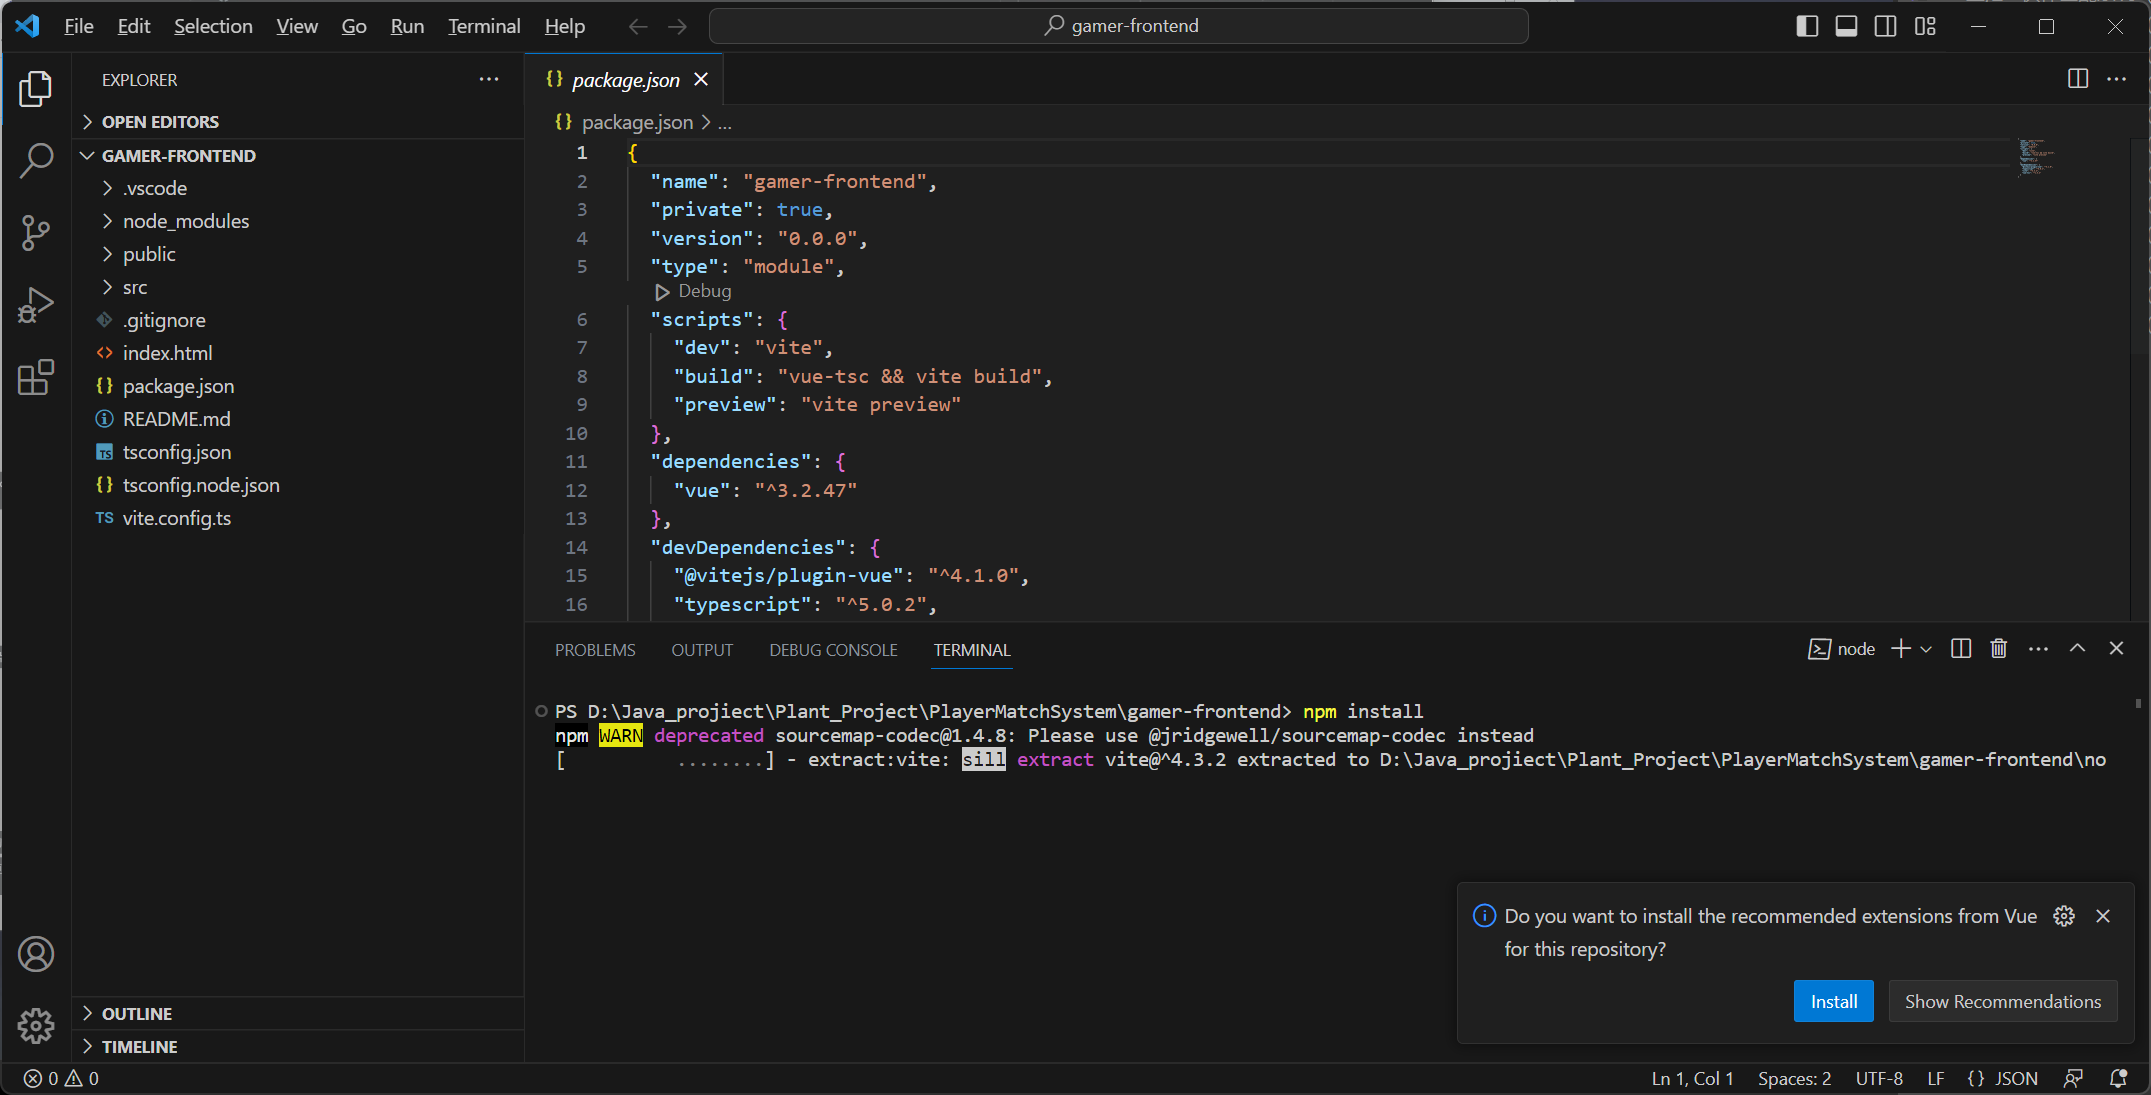 File Edit Selection View Go Run Terminal Help gamer-frontend
EXPLORER
OPEN EDITORS
GAMER-FRONTEND
.vscode
node_modules
public
src
.gitignore
index.html
package.json
README.md
tsconfig.json
tsconfig.node.json
TS vite.config.ts
OUTLINE
TIMELINE
{} package.json
{} package.json > ...
1 {
2 "name": "gamer-frontend",
3 "private": true,
4 "version": "0.0.0",
5 "type": "module",
Debug
6 "scripts": {
7 "dev": "vite",
8 "build": "vue-tsc && vite build",
9 "preview": "vite preview"
10 },
11 "dependencies": {
12 "vue": "^3.2.47"
13 },
14 "devDependencies": {
15 "@vitejs/plugin-vue": "^4.1.0",
16 "typescript": "^5.0.2",
PROBLEMS OUTPUT DEBUG CONSOLE TERMINAL node
PS D:\Java_projiect\Plant_Project\PlayerMatchSystem\gamer-frontend> npm install
npm WARN deprecated sourcemap-codec@1.4.8: Please use @jridgewell/sourcemap-codec instead
[          ........] - extract:vite: sill extract vite@^4.3.2 extracted to D:\Java_projiect\Plant_Project\PlayerMatchSystem\gamer-frontend\no
Do you want to install the recommended extensions from Vue
for this repository?
Install Show Recommendations
0 0 Ln 1, Col 1 Spaces: 2 UTF-8 LF {} JSON